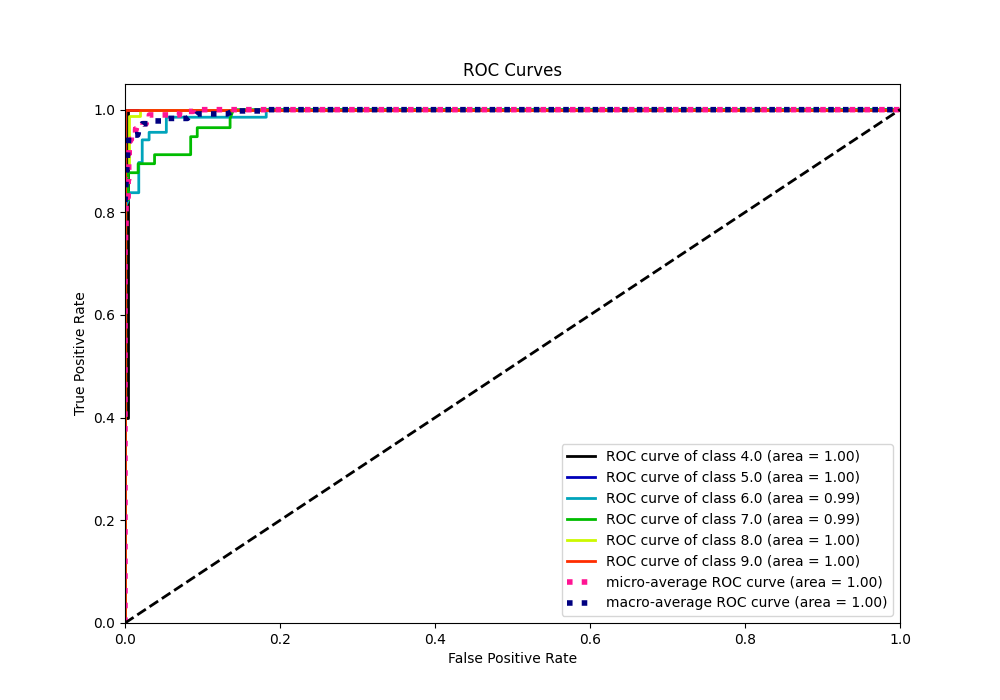 ROC Curves
True Positive Rate
1.0
0.8
0.6
0.4
0.2
0.0
0.0 0.2 0.4 0.6 0.8 1.0
False Positive Rate
ROC curve of class 4.0 (area = 1.00)
ROC curve of class 5.0 (area = 1.00)
ROC curve of class 6.0 (area = 0.99)
ROC curve of class 7.0 (area = 0.99)
ROC curve of class 8.0 (area = 1.00)
ROC curve of class 9.0 (area = 1.00)
micro-average ROC curve (area = 1.00)
macro-average ROC curve (area = 1.00)